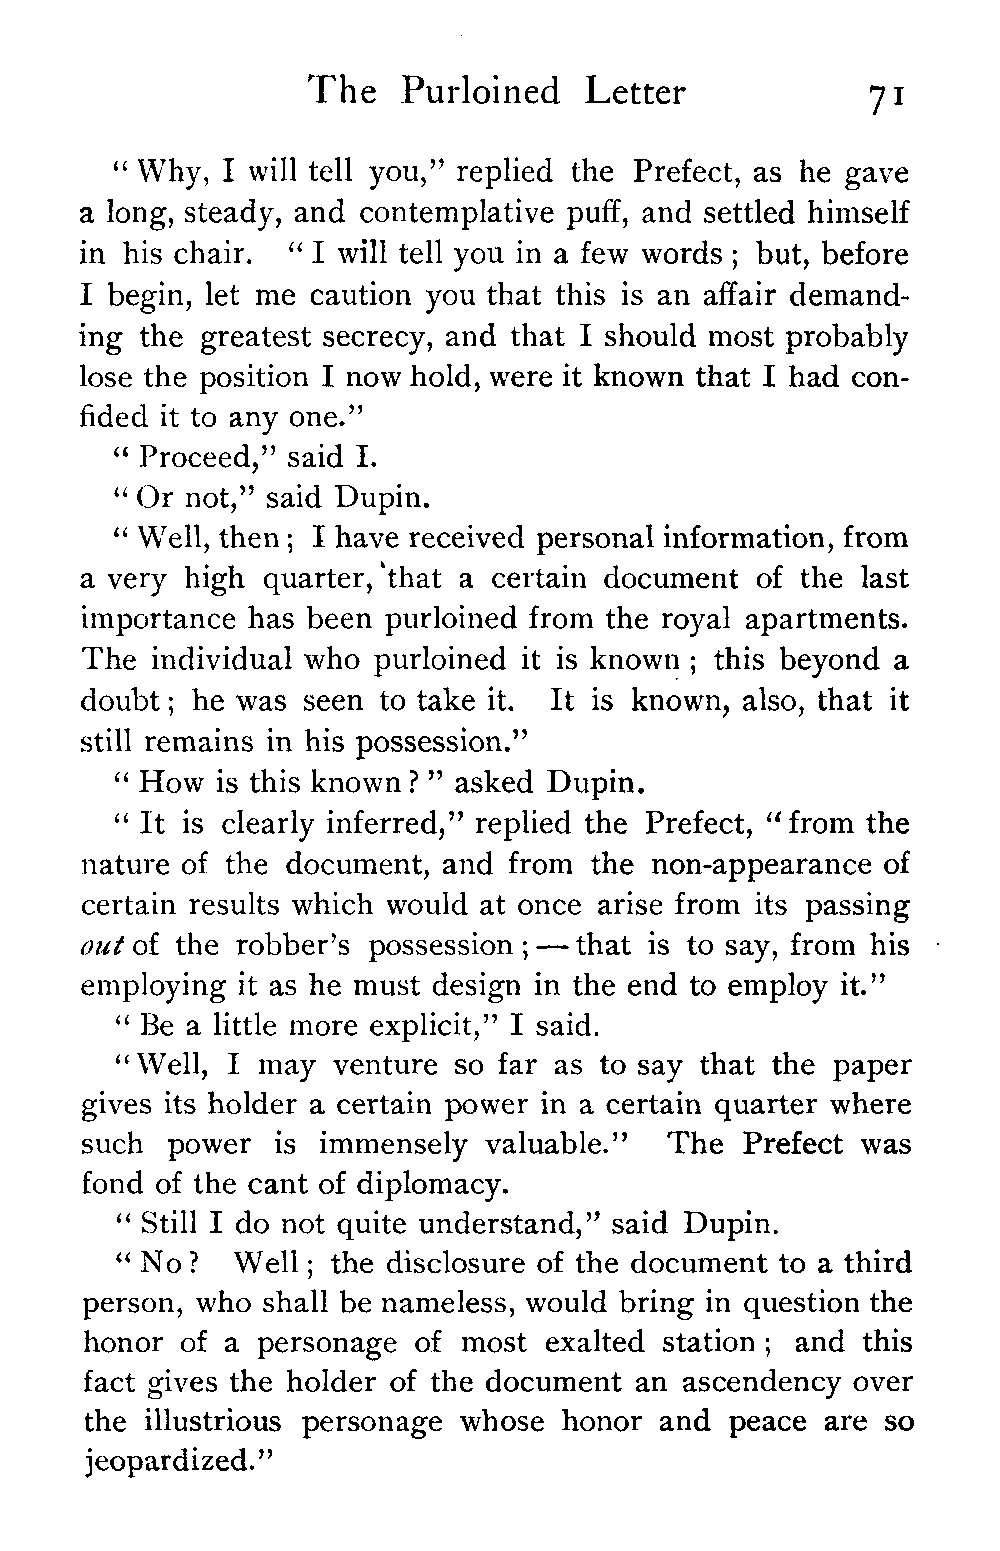 The Purloined Letter 71
“ Why, I will tell you,” replied the Prefect, as he gave
a long, steady, and contemplative puff, and settled himself
in his chair. “ I will tell you in a few words ; but, before
I begin, let me caution you that this is an affair demand-
ing the greatest secrecy, and that I should most probably
lose the position I now hold, were it known that I had con-
fided it to any one.”
“ Proceed,” said I.
“ Or not,” said Dupin.
“ Well, then ; I have received personal information, from
a very high quarter, that a certain document of the last
importance has been purloined from the royal apartments.
The individual who purloined it is known ; this beyond a
doubt ; he was seen to take it. It is known, also, that it
still remains in his possession.”
“ How is this known ? ” asked Dupin.
“ It is clearly inferred,” replied the Prefect, “ from the
nature of the document, and from the non-appearance of
certain results which would at once arise from its passing
out of the robber’s possession ; — that is to say, from his
employing it as he must design in the end to employ it.”
“ Be a little more explicit,” I said.
“ Well, I may venture so far as to say that the paper
gives its holder a certain power in a certain quarter where
such power is immensely valuable.” The Prefect was
fond of the cant of diplomacy.
“ Still I do not quite understand,” said Dupin.
“ No ? Well ; the disclosure of the document to a third
person, who shall be nameless, would bring in question the
honor of a personage of most exalted station ; and this
fact gives the holder of the document an ascendency over
the illustrious personage whose honor and peace are so
jeopardized.”